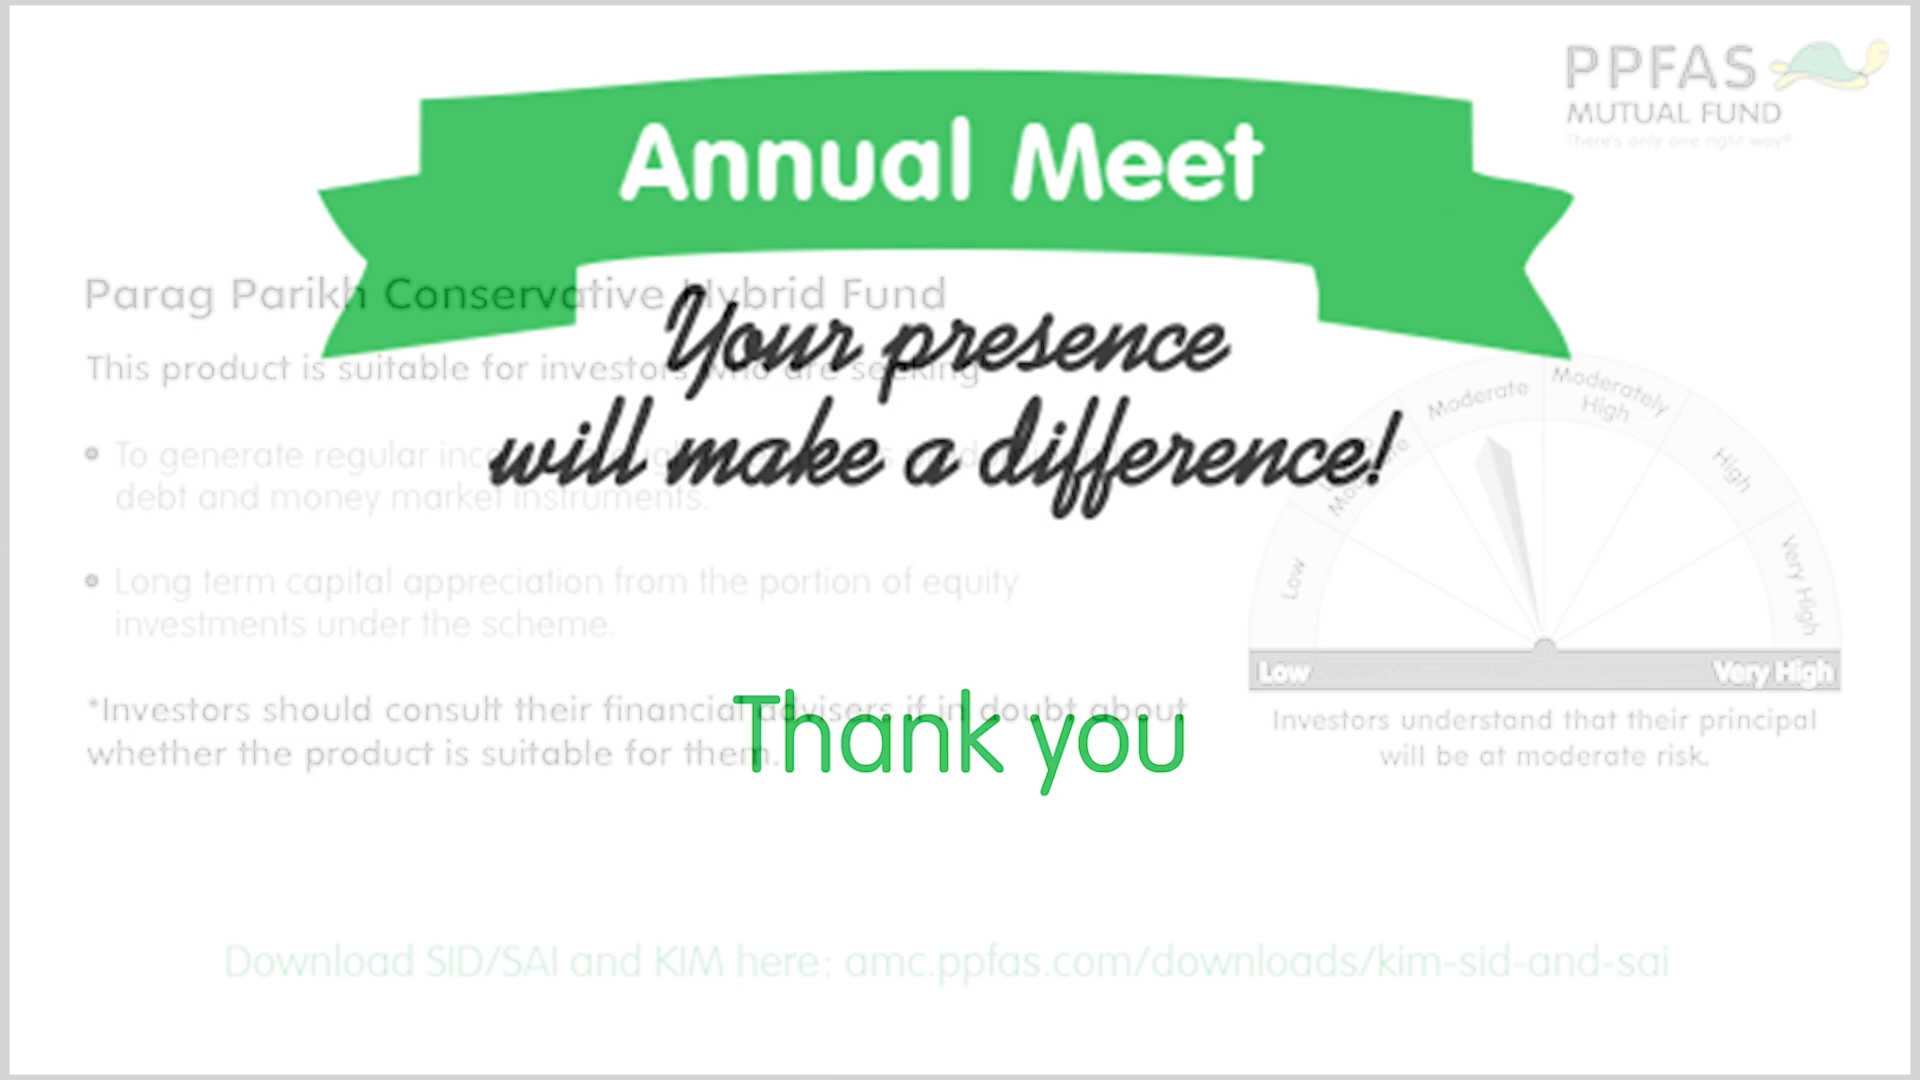 PPFAS
MUTUAL FUND
There's only one right way®
Annual Meet
Parag Parikh Conservative Hybrid Fund
Your presence
This product is suitable for investors who are seeking
will make a difference!
To generate regular
debt and money market instruments.
Long term capital appreciation from the portion of equity
investments under the scheme.
*Investors should consult their financial advisers if in doubt about
whether the product is suitable for them.
Thank you
Low
Moderate
Moderately
High
High
Very High
Low
Very High
Investors understand that their principal
will be at moderate risk.
Download SID/SAI and KIM here: amc.ppfas.com/downloads/kim-sid-and-sai